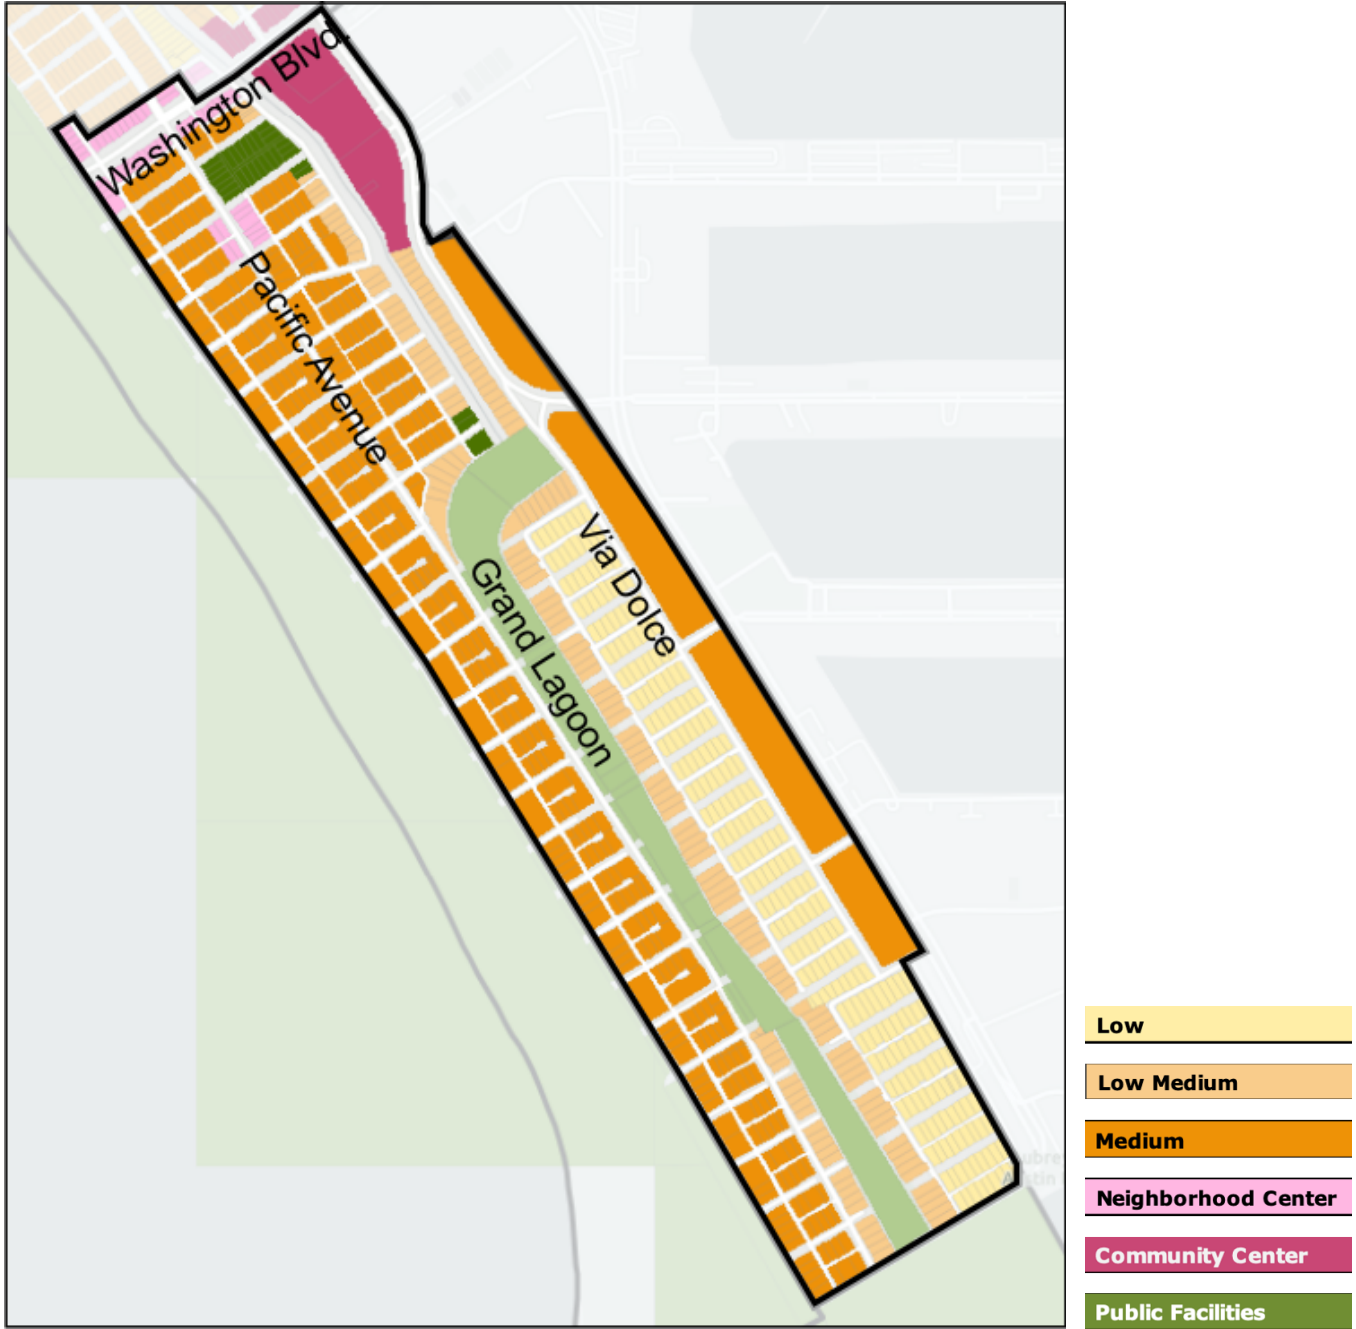 Washington Blvd.
Pacific Avenue
Via Dolce
Grand Lagoon
Low
Low Medium
Medium
Neighborhood Center
Community Center
Public Facilities